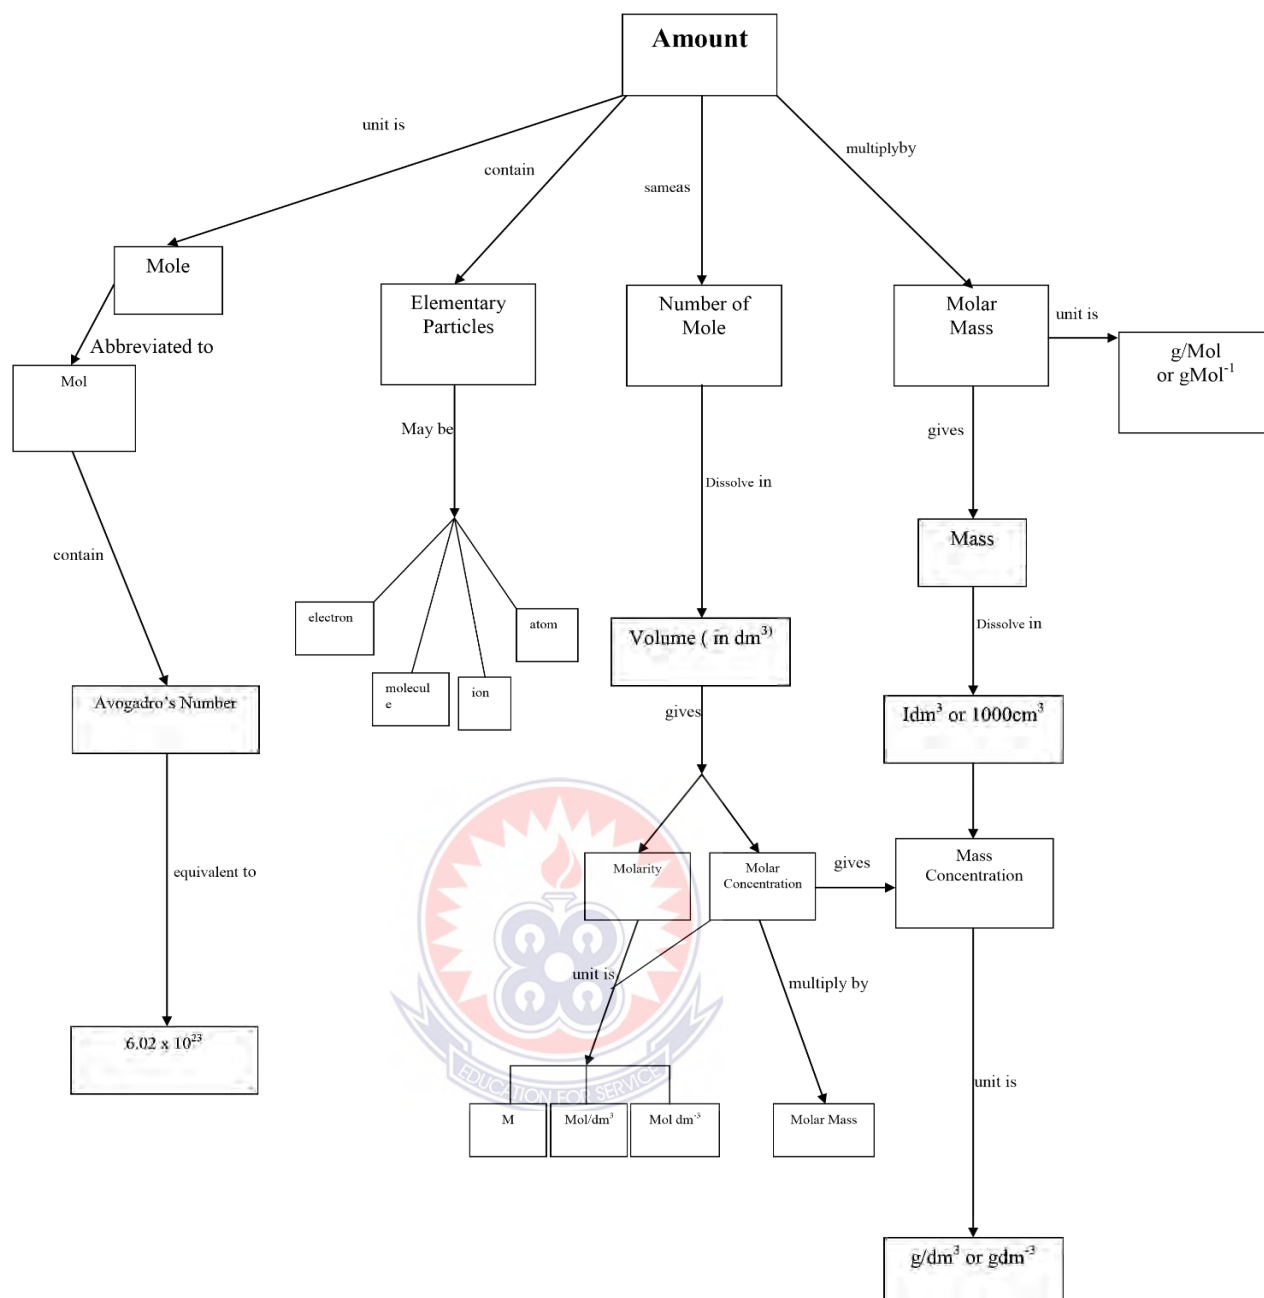 Amount
unit is
contain
sameas
multiplyby
Mole
Elementary
Particles
Number of
Mole
Molar
Mass
unit is
g/Mol
or gMol⁻¹
Abbreviated to
Mol
May be
gives
Dissolve in
Mass
contain
electron
atom
molecul
e
ion
Volume ( in dm³⁾
Dissolve in
Avogadro's Number
gives
Idm³ or 1000cm³
equivalent to
Molarity
Molar
Concentration
gives
Mass
Concentration
unit is
multiply by
6.02 x 10²³
EDUCATION FOR SERVICE
unit is
M
Mol/dm³
Mol dm⁻³
Molar Mass
g/dm³ or gdm⁻³